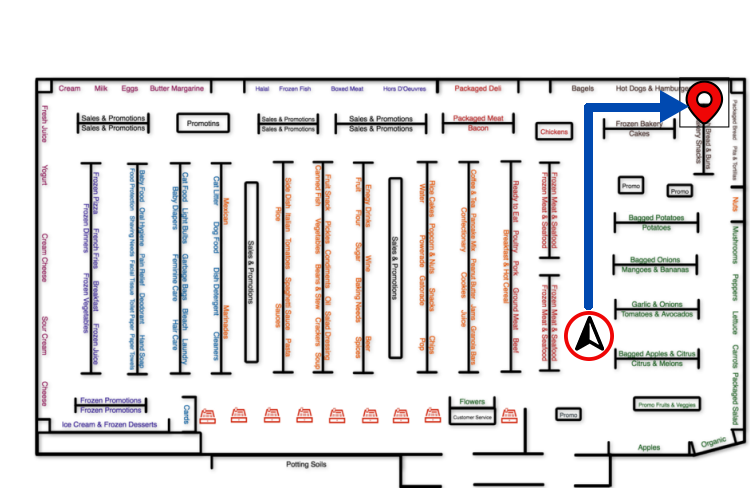 Cream Milk Eggs Butter Margarine Halal Frozen Fish Boxed Meat Hors D'Oeuvres Packaged Deli Bagels Hot Dogs & Hamburge
Fresh Juice
Yogurt
Cream Cheese
Sour Cream
Cheese
Sales & Promotions
Sales & Promotions
Promotins
Sales & Promotions
Sales & Promotions
Sales & Promotions
Sales & Promotions
Packaged Meat
Bacon
Chickens
Frozen Bakery
Cakes
Bread & Buns
ery Snacks
Packaged Bread
Pita & Tortillas
Nuts
Mushrooms
Peppers
Lettuce
Carrots
Packaged Salad
Frozen Pizza French Fries Breakfast Frozen Juice
Frozen Dinners Frozen Vegetables
Baby Food Oral Hygiene Pain Relief Deodorant Hand Soap
Food Protection Shaving Needs Facial Tissue Toilet Paper Paper Towels
Cat Food Light Bulbs Garbage Bags Bleach Laundry
Baby Diapers Feminine Care Hair Care
Mexican Marinades
Cat Litter Dog Food Dish Detergent Cleaners
Sales & Promotions
Side Dish Italian Tomatoes Spaghetti Sauce Pasta
Rice Sauces
Fruit Snack Pickles Condiments Oil Salad Dressing
Canned Fish Vegetables Beans & Stew Crackers Soup
Energy Drinks Wine Beer
Fruit Flour Sugar Baking Needs Spices
Sales & Promotions
Rice Cakes Popcorn & Nuts Snacks Chips
Water Powerade Gatorade Pop
Coffee & Tea Pancake Mix Peanut Butter Jams Granola Bars
Confectionary Cookies Juice
Ready to Eat Poultry Pork Ground Meat Beef
Breakfast & Hot Cereal
Frozen Meat & Seafood
Frozen Meat & Seafood
Frozen Meat & Seafood
Frozen Meat & Seafood
Promo
Promo
Bagged Potatoes
Potatoes
Bagged Onions
Mangoes & Bananas
Garlic & Onions
Tomatoes & Avocados
Bagged Apples & Citrus
Citrus & Melons
Promo Fruits & Veggies
Frozen Promotions
Frozen Promotions
Ice Cream & Frozen Desserts
Cards
Flowers
Customer Service
Promo
Apples
Organic
Potting Soils